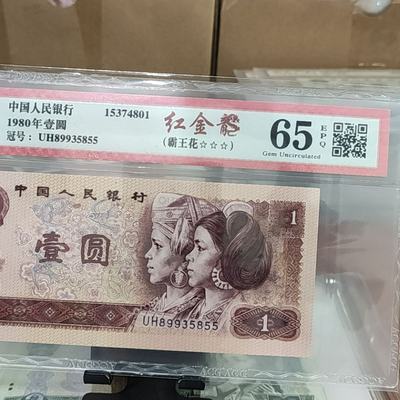 中国人民银行
15374801
1980年壹圆
冠号: UH89935855
红金龍
(霸王花☆☆☆)
65
EPQ
Gem Uncirculated
中国人民银行
壹圆
1
UH89935855
1